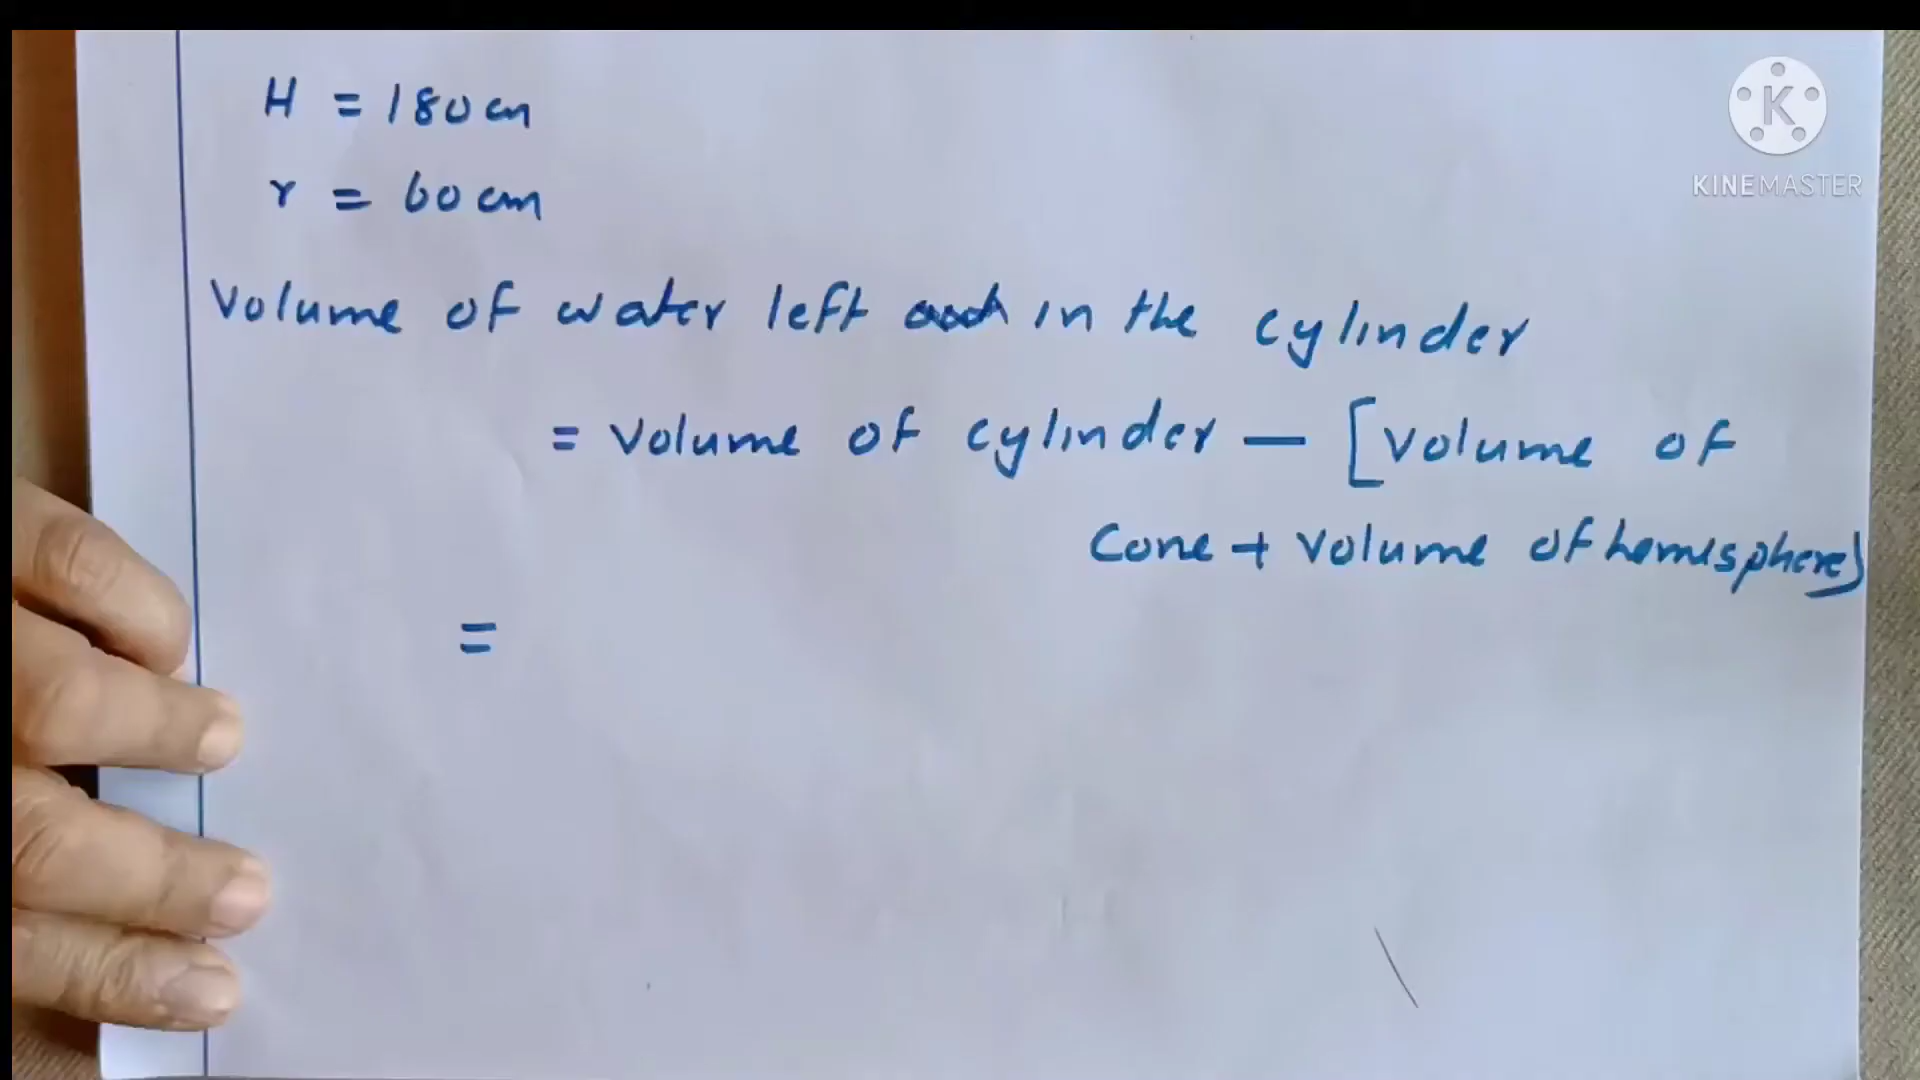 H = 180 cm
r = 60 cm
KINEMASTER
Volume of water left in the cylinder
= Volume of cylinder — [Volume of
Cone + Volume of hemisphere]
=